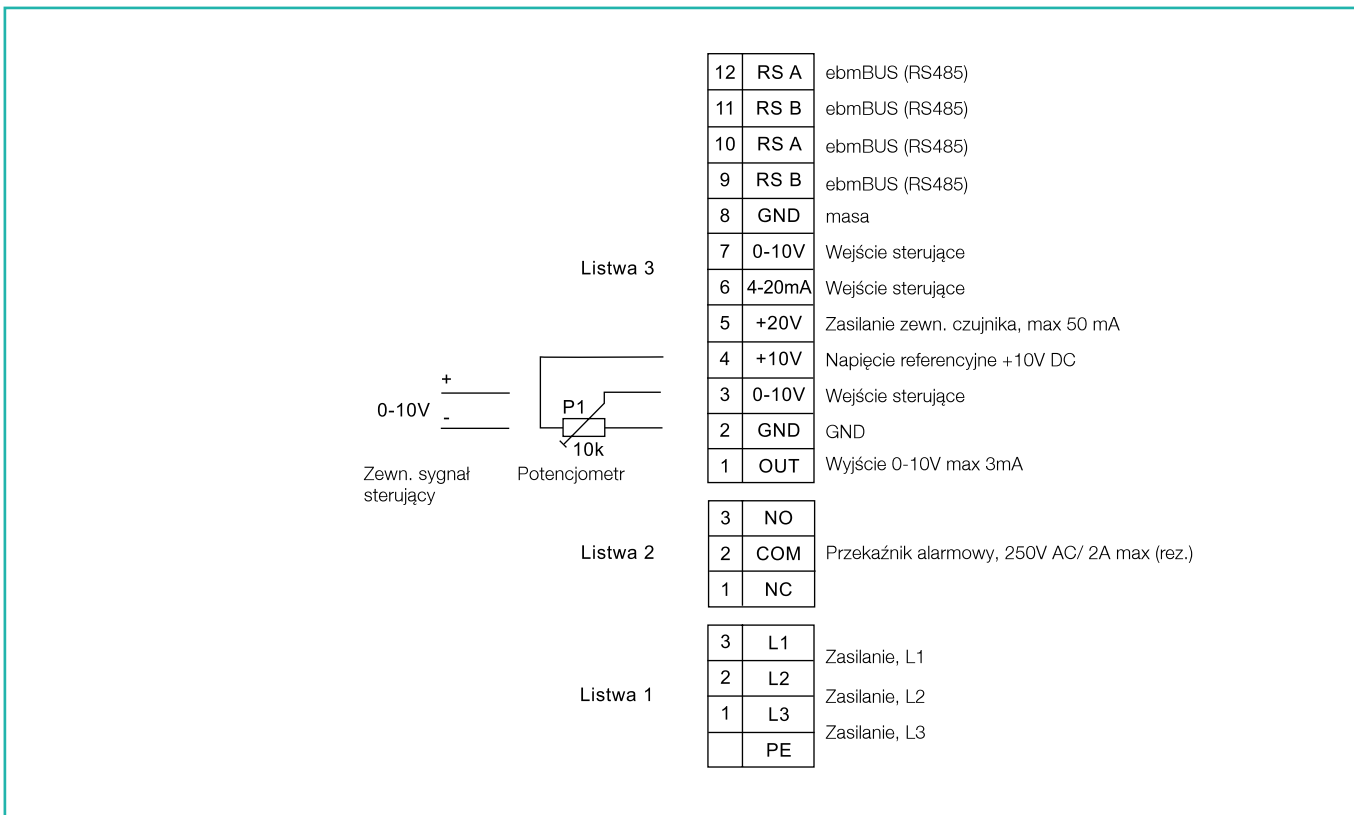 12 RS A ebmBUS (RS485)
11 RS B ebmBUS (RS485)
10 RS A ebmBUS (RS485)
9 RS B ebmBUS (RS485)
8 GND masa
7 0-10V Wejście sterujące
Listwa 3
6 4-20mA Wejście sterujące
5 +20V Zasilanie zewn. czujnika, max 50 mA
4 +10V Napięcie referencyjne +10V DC
3 0-10V Wejście sterujące
2 GND GND
1 OUT Wyjście 0-10V max 3mA
+
0-10V
-
P1
10k
Zewn. sygnał
sterujący
Potencjometr
3 NO
Listwa 2
2 COM Przekaźnik alarmowy, 250V AC/ 2A max (rez.)
1 NC
3 L1 Zasilanie, L1
2 L2 Zasilanie, L2
Listwa 1
1 L3 Zasilanie, L3
PE